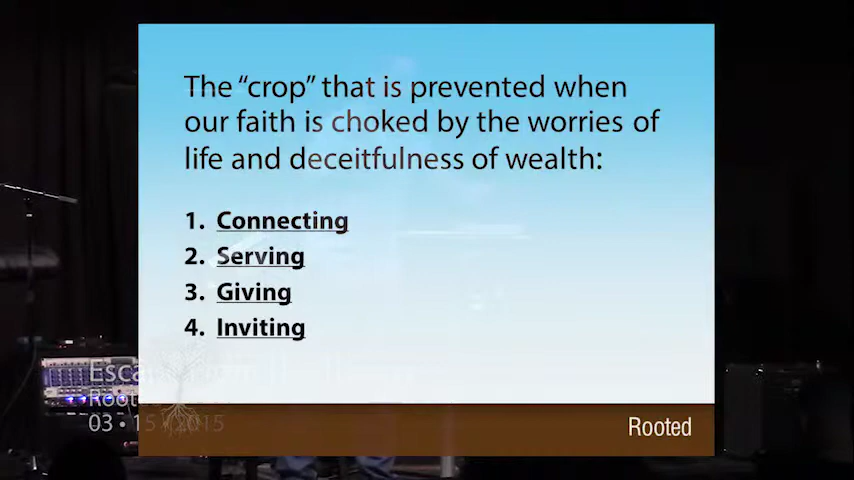 The “crop” that is prevented when
our faith is choked by the worries of
life and deceitfulness of wealth:
1. Connecting
2. Serving
3. Giving
4. Inviting
Rooted
03 • 15 • 2015
Rooted